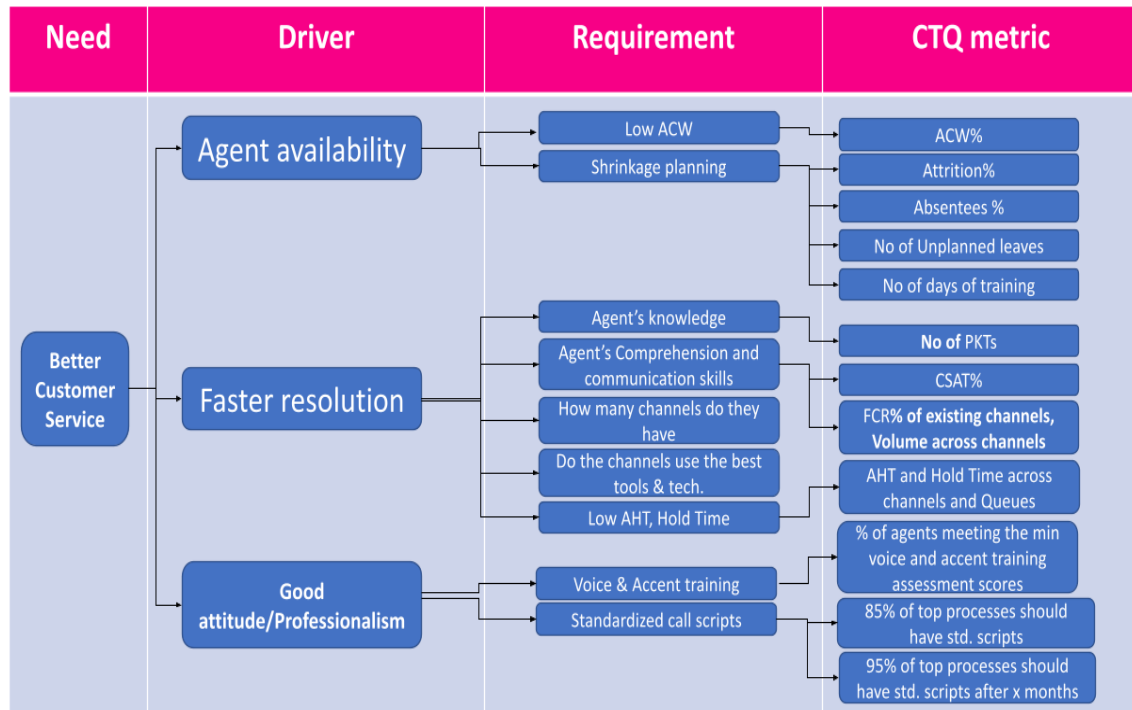 Need
Driver
Requirement
CTQ metric
Better
Customer
Service
Agent availability
Low ACW
Shrinkage planning
ACW%
Attrition%
Absentees %
No of Unplanned leaves
No of days of training
Faster resolution
Agent's knowledge
Agent's Comprehension and
communication skills
How many channels do they
have
Do the channels use the best
tools & tech.
Low AHT, Hold Time
No of PKTs
CSAT%
FCR% of existing channels,
Volume across channels
AHT and Hold Time across
channels and Queues
Good
attitude/Professionalism
Voice & Accent training
Standardized call scripts
% of agents meeting the min
voice and accent training
assessment scores
85% of top processes should
have std. scripts
95% of top processes should
have std. scripts after x months